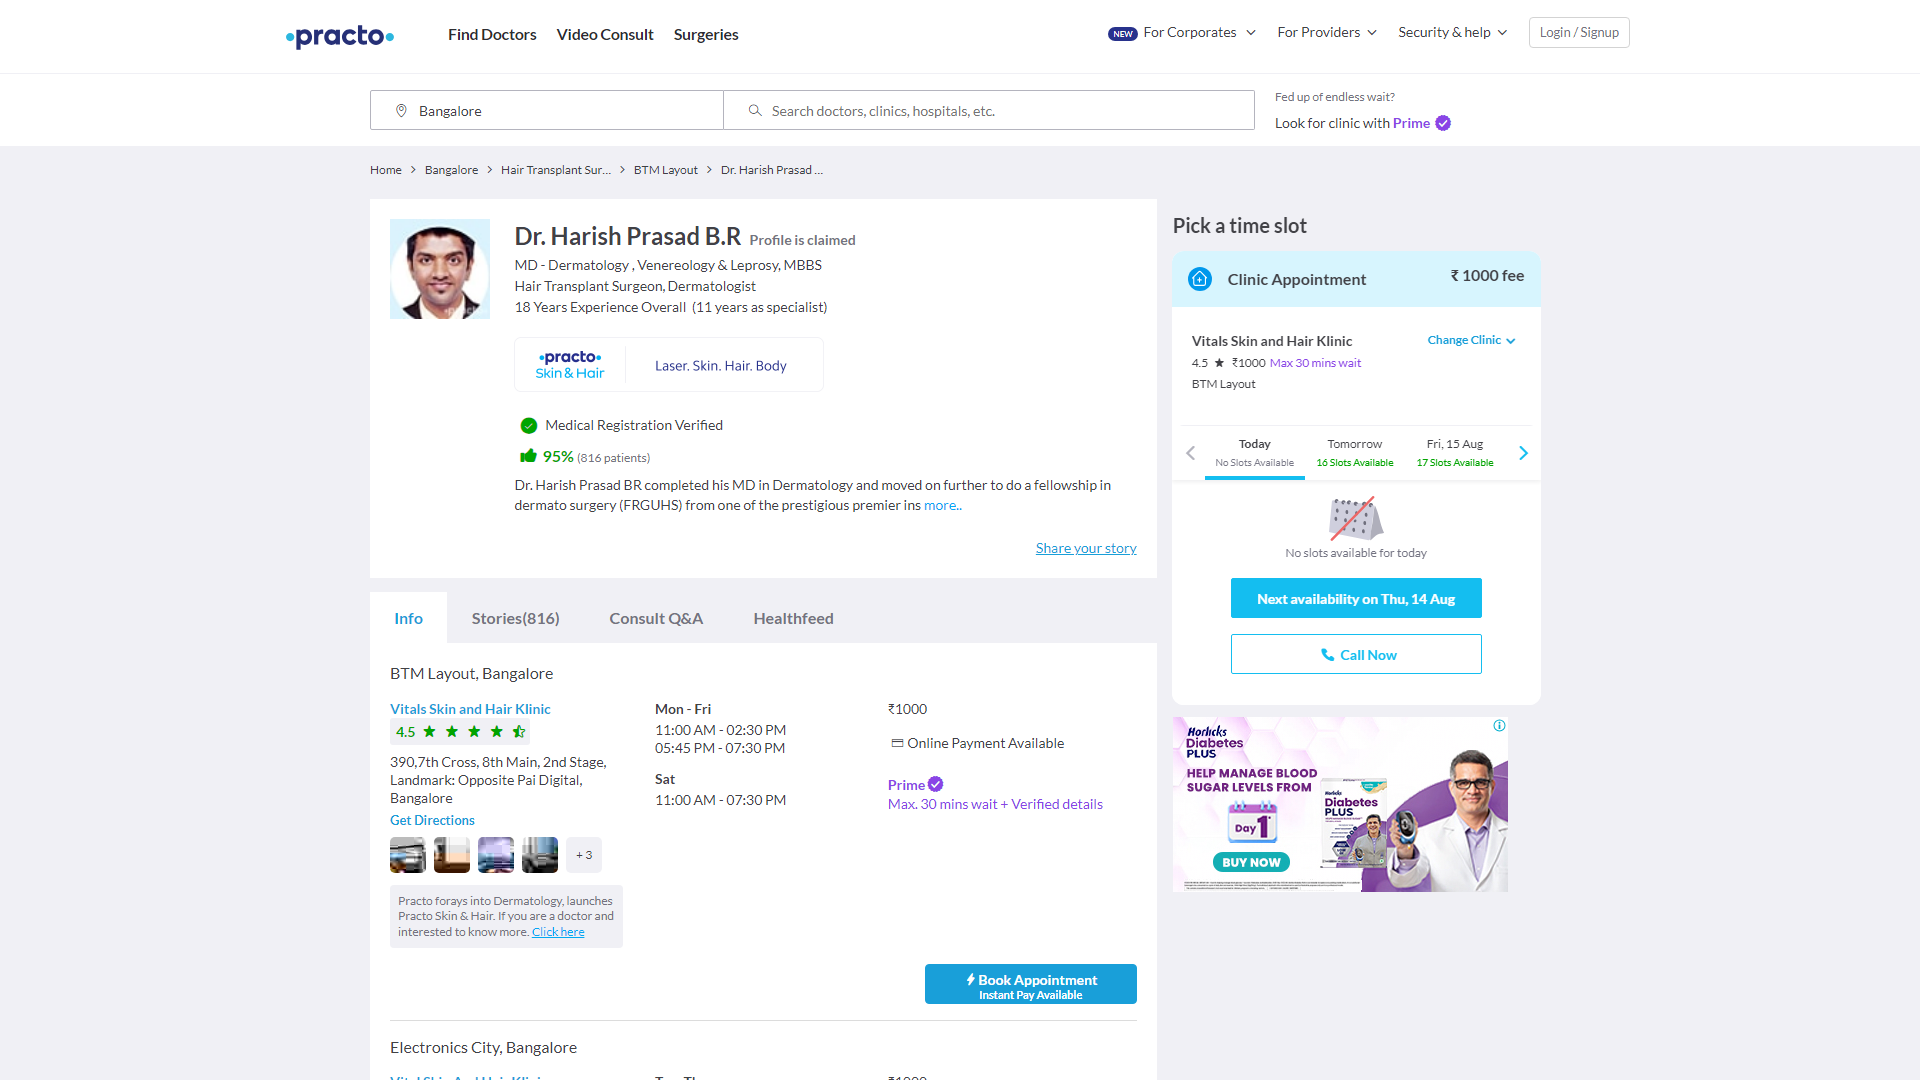 practo
Find Doctors
Video Consult
Surgeries
NEW For Corporates
For Providers
Security & help
Login / Signup
Bangalore
Search doctors, clinics, hospitals, etc.
Fed up of endless wait?
Look for clinic with Prime
Home > Bangalore > Hair Transplant Sur... > BTM Layout > Dr. Harish Prasad ...
Dr. Harish Prasad B.R Profile is claimed
MD - Dermatology , Venereology & Leprosy, MBBS
Hair Transplant Surgeon, Dermatologist
18 Years Experience Overall (11 years as specialist)
practo
Skin & Hair
Laser. Skin. Hair. Body
Medical Registration Verified
95% (816 patients)
Dr. Harish Prasad BR completed his MD in Dermatology and moved on further to do a fellowship in
dermato surgery (FRGUHS) from one of the prestigious premier ins more..
Share your story
Info
Stories(816)
Consult Q&A
Healthfeed
BTM Layout, Bangalore
Vitals Skin and Hair Klinic
4.5
390,7th Cross, 8th Main, 2nd Stage,
Landmark: Opposite Pai Digital,
Bangalore
Get Directions
+ 3
Practo forays into Dermatology, launches
Practo Skin & Hair. If you are a doctor and
interested to know more. Click here
Mon - Fri
11:00 AM - 02:30 PM
05:45 PM - 07:30 PM
Sat
11:00 AM - 07:30 PM
₹1000
Online Payment Available
Prime
Max. 30 mins wait + Verified details
Book Appointment
Instant Pay Available
Electronics City, Bangalore
Pick a time slot
Clinic Appointment
₹ 1000 fee
Vitals Skin and Hair Klinic
Change Clinic
4.5 ★ ₹1000 Max 30 mins wait
BTM Layout
Today
No Slots Available
Tomorrow
16 Slots Available
Fri, 15 Aug
17 Slots Available
No slots available for today
Next availability on Thu, 14 Aug
Call Now
Horlicks
Diabetes
PLUS
HELP MANAGE BLOOD
SUGAR LEVELS FROM
Day 1*
BUY NOW
Horlicks
Diabetes
PLUS